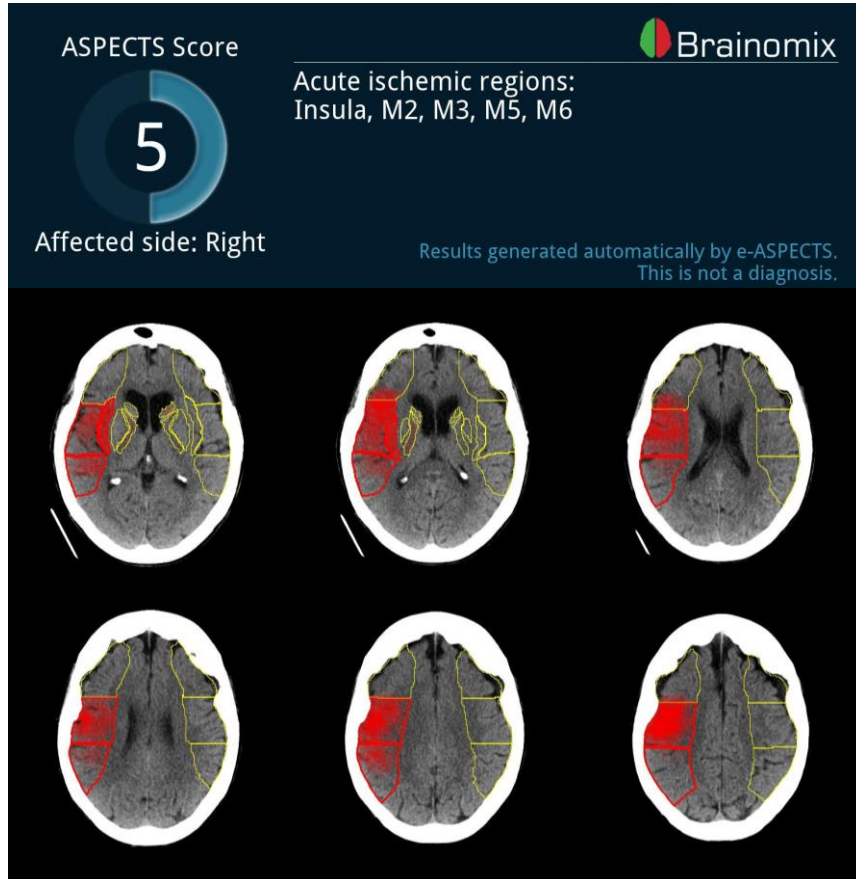 ASPECTS Score
5
Affected side: Right
Brainomix
Acute ischemic regions:
Insula, M2, M3, M5, M6
Results generated automatically by e-ASPECTS.
This is not a diagnosis.